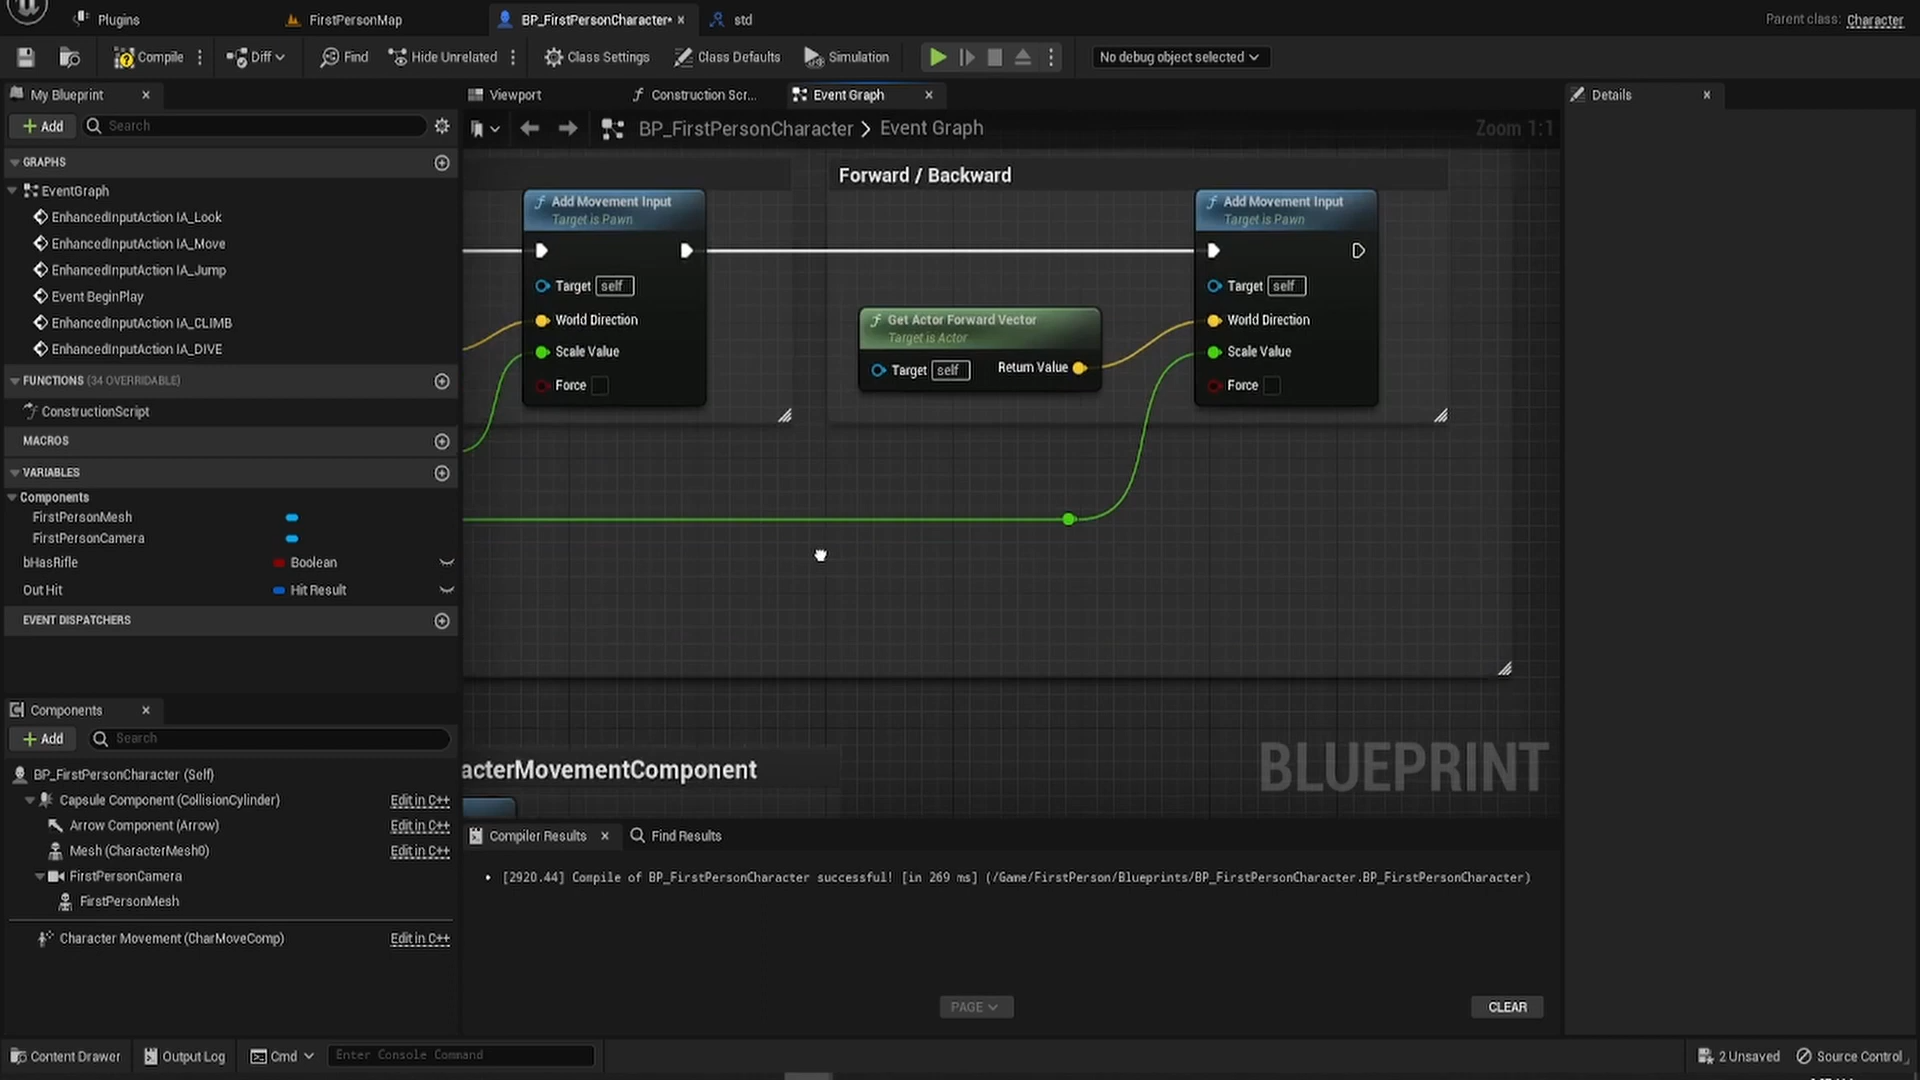 Plugins
FirstPersonMap
BP_FirstPersonCharacter•
std
Parent class: Character
Compile
Diff
Find
Hide Unrelated
Class Settings
Class Defaults
Simulation
No debug object selected
My Blueprint
Viewport
Construction Scr...
Event Graph
Details
Add
Search
BP_FirstPersonCharacter > Event Graph
Zoom 1:1
GRAPHS
EventGraph
EnhancedInputAction IA_Look
EnhancedInputAction IA_Move
EnhancedInputAction IA_Jump
Event BeginPlay
EnhancedInputAction IA_CLIMB
EnhancedInputAction IA_DIVE
FUNCTIONS (34 OVERRIDABLE)
ConstructionScript
MACROS
VARIABLES
Components
FirstPersonMesh
FirstPersonCamera
bHasRifle Boolean
Out Hit Hit Result
EVENT DISPATCHERS
Add Movement Input
Target is Pawn
Target self
World Direction
Scale Value
Force
Forward / Backward
Get Actor Forward Vector
Target is Actor
Target self Return Value
Add Movement Input
Target is Pawn
Target self
World Direction
Scale Value
Force
acterMovementComponent
BLUEPRINT
Components
Add
Search
BP_FirstPersonCharacter (Self)
Capsule Component (CollisionCylinder) Edit in C++
Arrow Component (Arrow) Edit in C++
Mesh (CharacterMesh0) Edit in C++
FirstPersonCamera
FirstPersonMesh
Character Movement (CharMoveComp) Edit in C++
Compiler Results
Find Results
• [2920.44] Compile of BP_FirstPersonCharacter successful! [in 269 ms] (/Game/FirstPerson/Blueprints/BP_FirstPersonCharacter.BP_FirstPersonCharacter)
PAGE
CLEAR
Content Drawer
Output Log
Cmd
Enter Console Command
2 Unsaved
Source Control